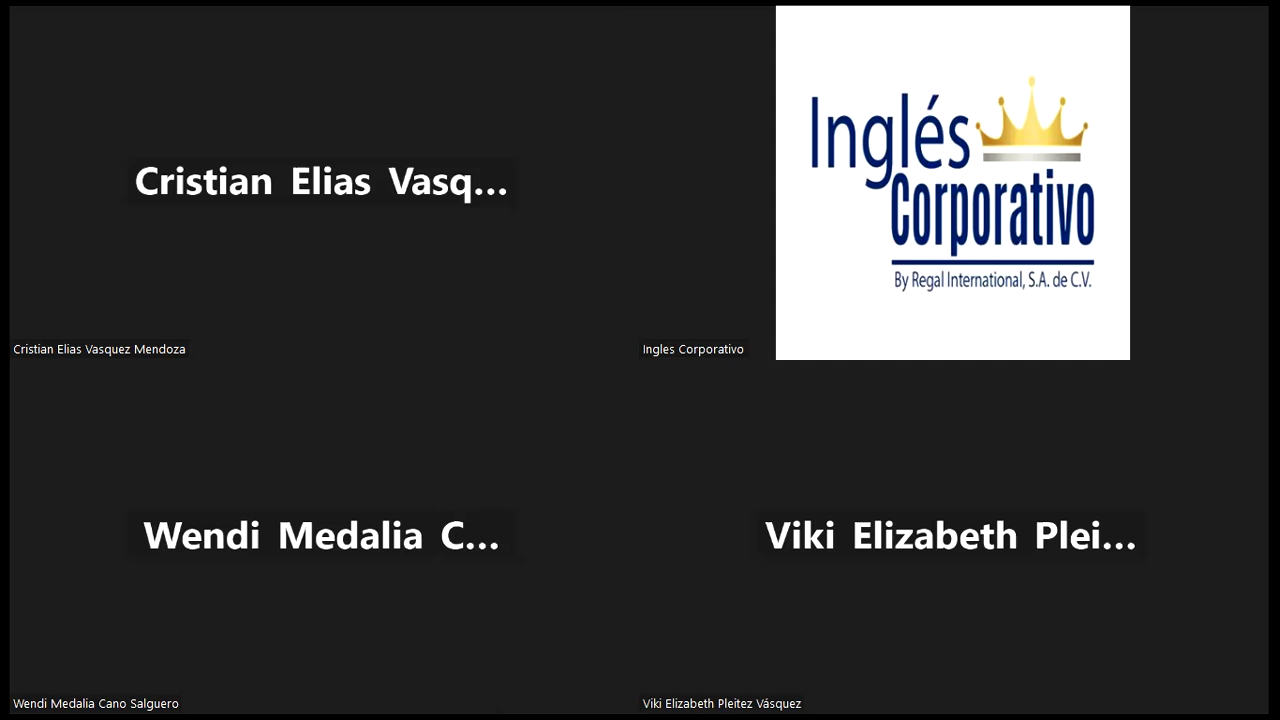 Cristian Elias Vasq...
Cristian Elias Vasquez Mendoza
Inglés
Corporativo
By Regal International, S.A. de C.V.
Ingles Corporativo
Wendi Medalia C...
Wendi Medalia Cano Salguero
Viki Elizabeth Plei...
Viki Elizabeth Pleitez Vásquez